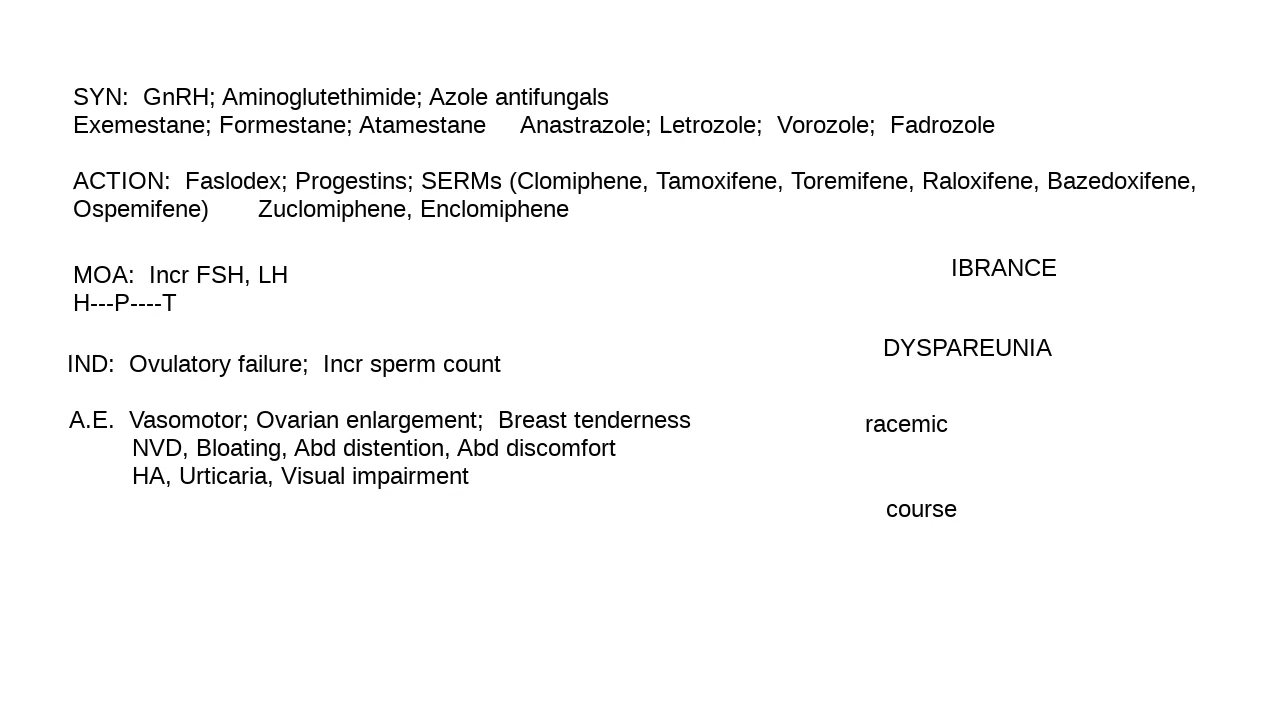 SYN:  GnRH; Aminoglutethimide; Azole antifungals
Exemestane; Formestane; Atamestane     Anastrazole; Letrozole;  Vorozole;  Fadrozole
ACTION:  Faslodex; Progestins; SERMs (Clomiphene, Tamoxifene, Toremifene, Raloxifene, Bazedoxifene,
Ospemifene)       Zuclomiphene, Enclomiphene
MOA:  Incr FSH, LH
H---P----T
IBRANCE
DYSPAREUNIA
IND:  Ovulatory failure;  Incr sperm count
A.E.  Vasomotor; Ovarian enlargement;  Breast tenderness
NVD, Bloating, Abd distention, Abd discomfort
HA, Urticaria, Visual impairment
racemic
course